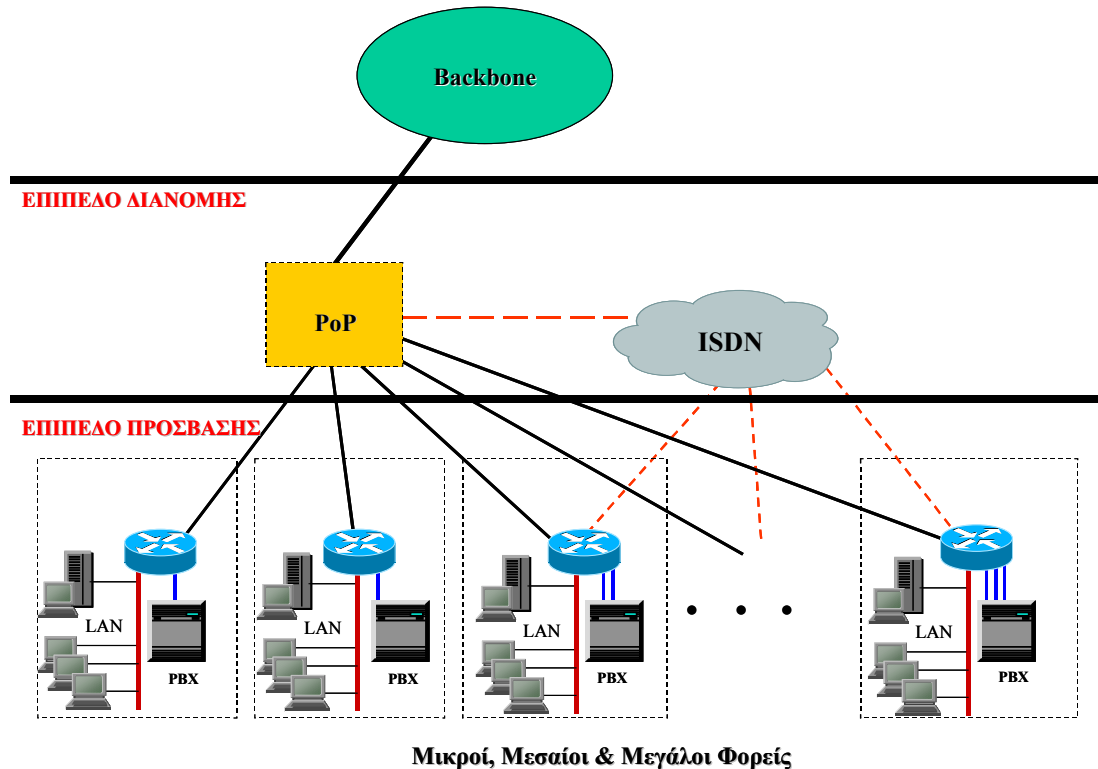 Backbone
ΕΠΙΠΕΔΟ ΔΙΑΝΟΜΗΣ
PoP
ISDN
ΕΠΙΠΕΔΟ ΠΡΟΣΒΑΣΗΣ
LAN
PBX
LAN
PBX
LAN
PBX
• • •
LAN
PBX
Μικροί, Μεσαίοι & Μεγάλοι Φορείς